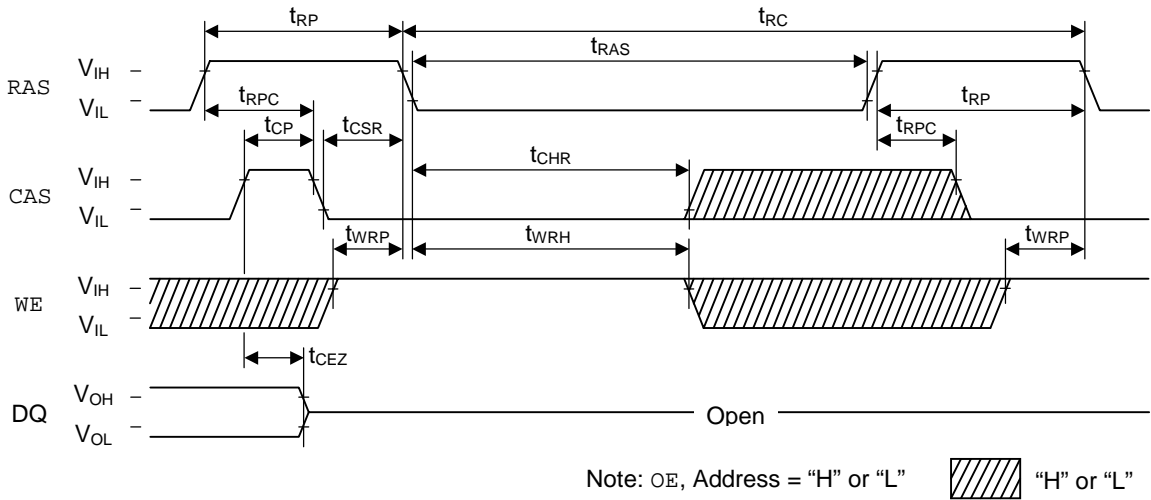 tRP tRC
tRAS
RAS VIH
VIL
tRPC tRP
tCP tCSR tRPC
tCHR
CAS VIH
VIL
tWRP tWRH tWRP
WE VIH
VIL
tCEZ
DQ VOH
VOL
Open
Note: OE, Address = “H” or “L” “H” or “L”